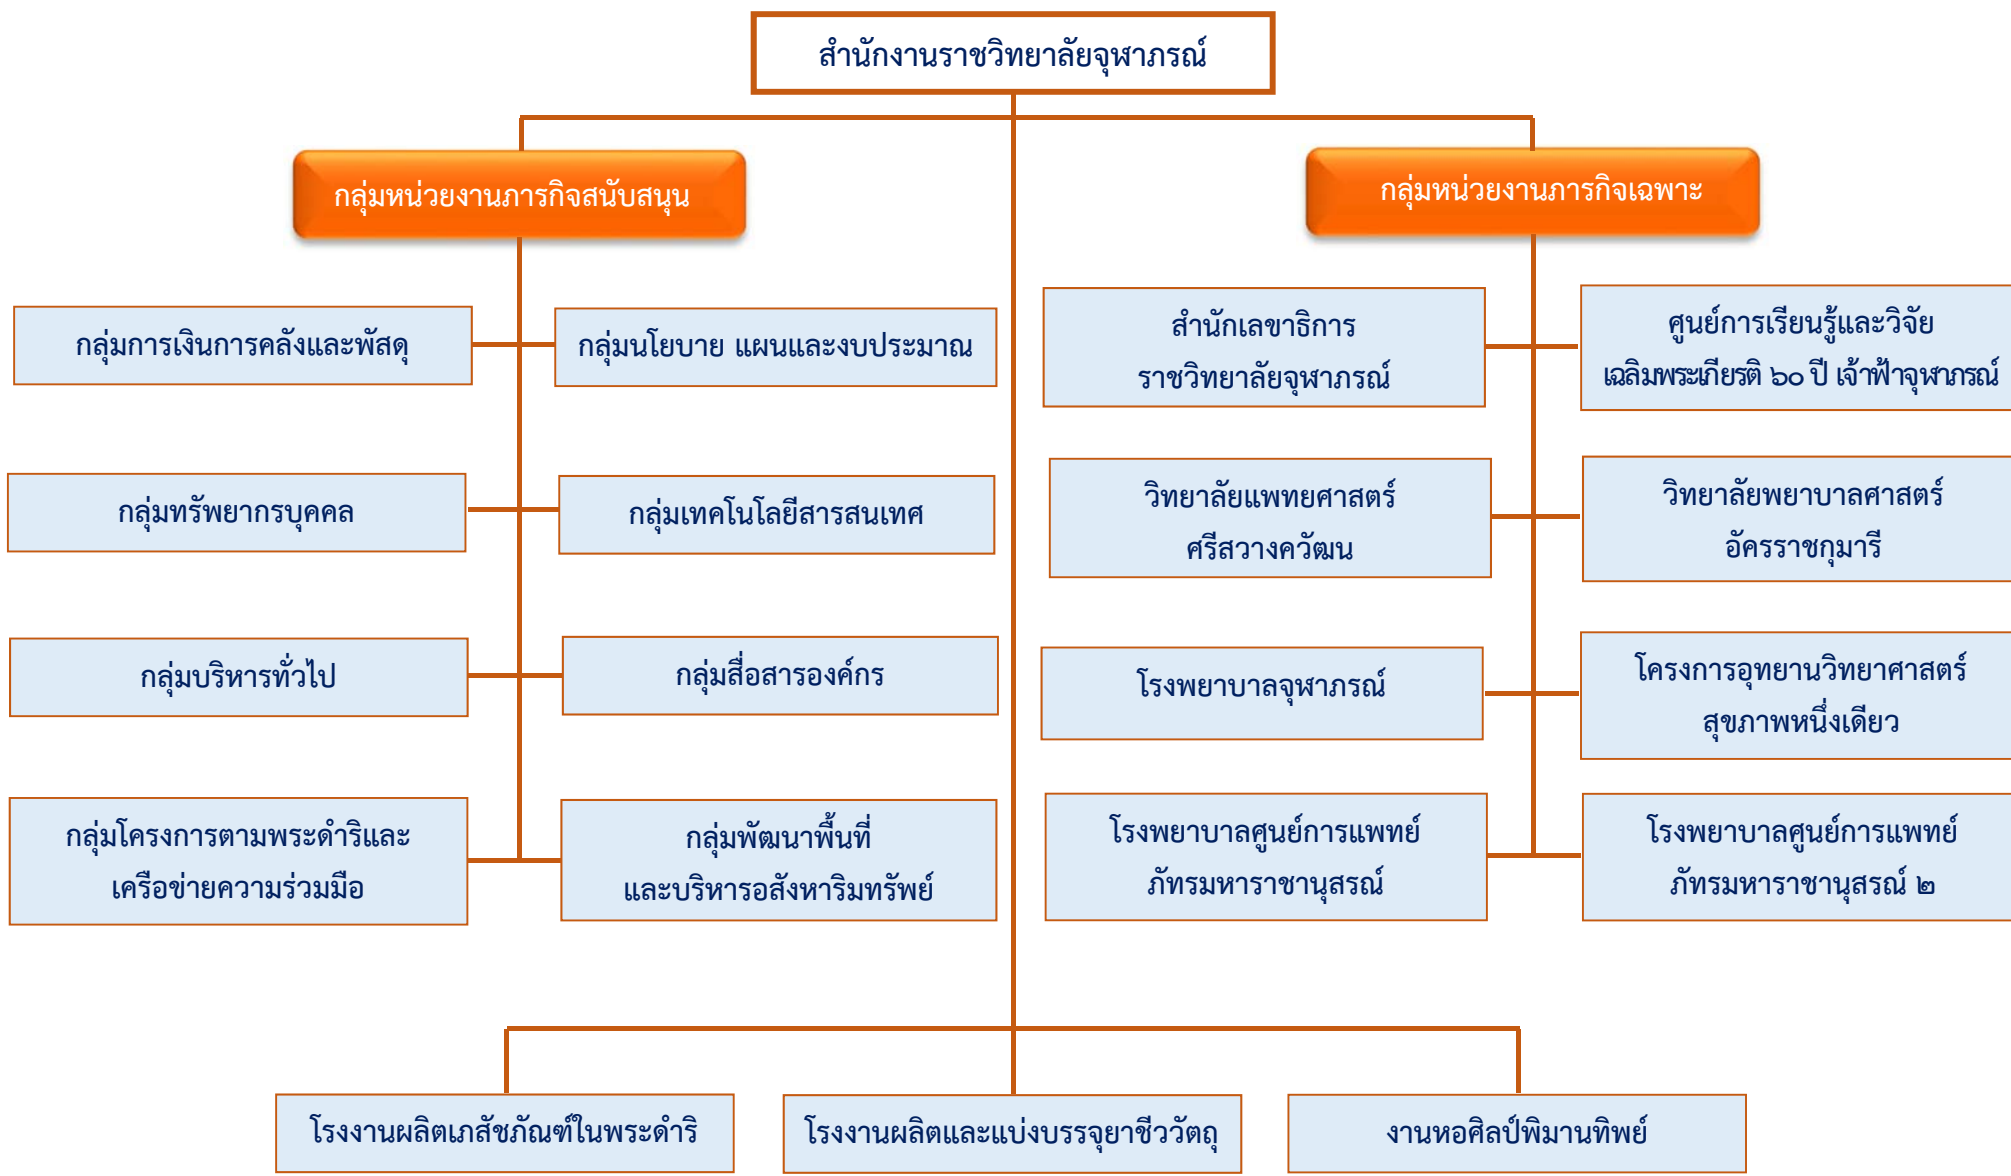 สำนักงานราชวิทยาลัยจุฬาภรณ์
กลุ่มหน่วยงานภารกิจสนับสนุน
กลุ่มหน่วยงานภารกิจเฉพาะ
กลุ่มการเงินการคลังและพัสดุ
กลุ่มนโยบาย แผนและงบประมาณ
สำนักเลขาธิการ
ราชวิทยาลัยจุฬาภรณ์
ศูนย์การเรียนรู้และวิจัย
เฉลิมพระเกียรติ ๖๐ ปี เจ้าฟ้าจุฬาภรณ์
กลุ่มทรัพยากรบุคคล
กลุ่มเทคโนโลยีสารสนเทศ
วิทยาลัยแพทยศาสตร์
ศรีสวางควัฒน
วิทยาลัยพยาบาลศาสตร์
อัครราชกุมารี
กลุ่มบริหารทั่วไป
กลุ่มสื่อสารองค์กร
โรงพยาบาลจุฬาภรณ์
โครงการอุทยานวิทยาศาสตร์
สุขภาพหนึ่งเดียว
กลุ่มโครงการตามพระดำริและ
เครือข่ายความร่วมมือ
กลุ่มพัฒนาพื้นที่
และบริหารอสังหาริมทรัพย์
โรงพยาบาลศูนย์การแพทย์
ภัทรมหาราชานุสรณ์
โรงพยาบาลศูนย์การแพทย์
ภัทรมหาราชานุสรณ์ ๒
โรงงานผลิตเภสัชภัณฑ์ในพระดำริ
โรงงานผลิตและแบ่งบรรจุยาชีววัตถุ
งานหอศิลป์พิมานทิพย์